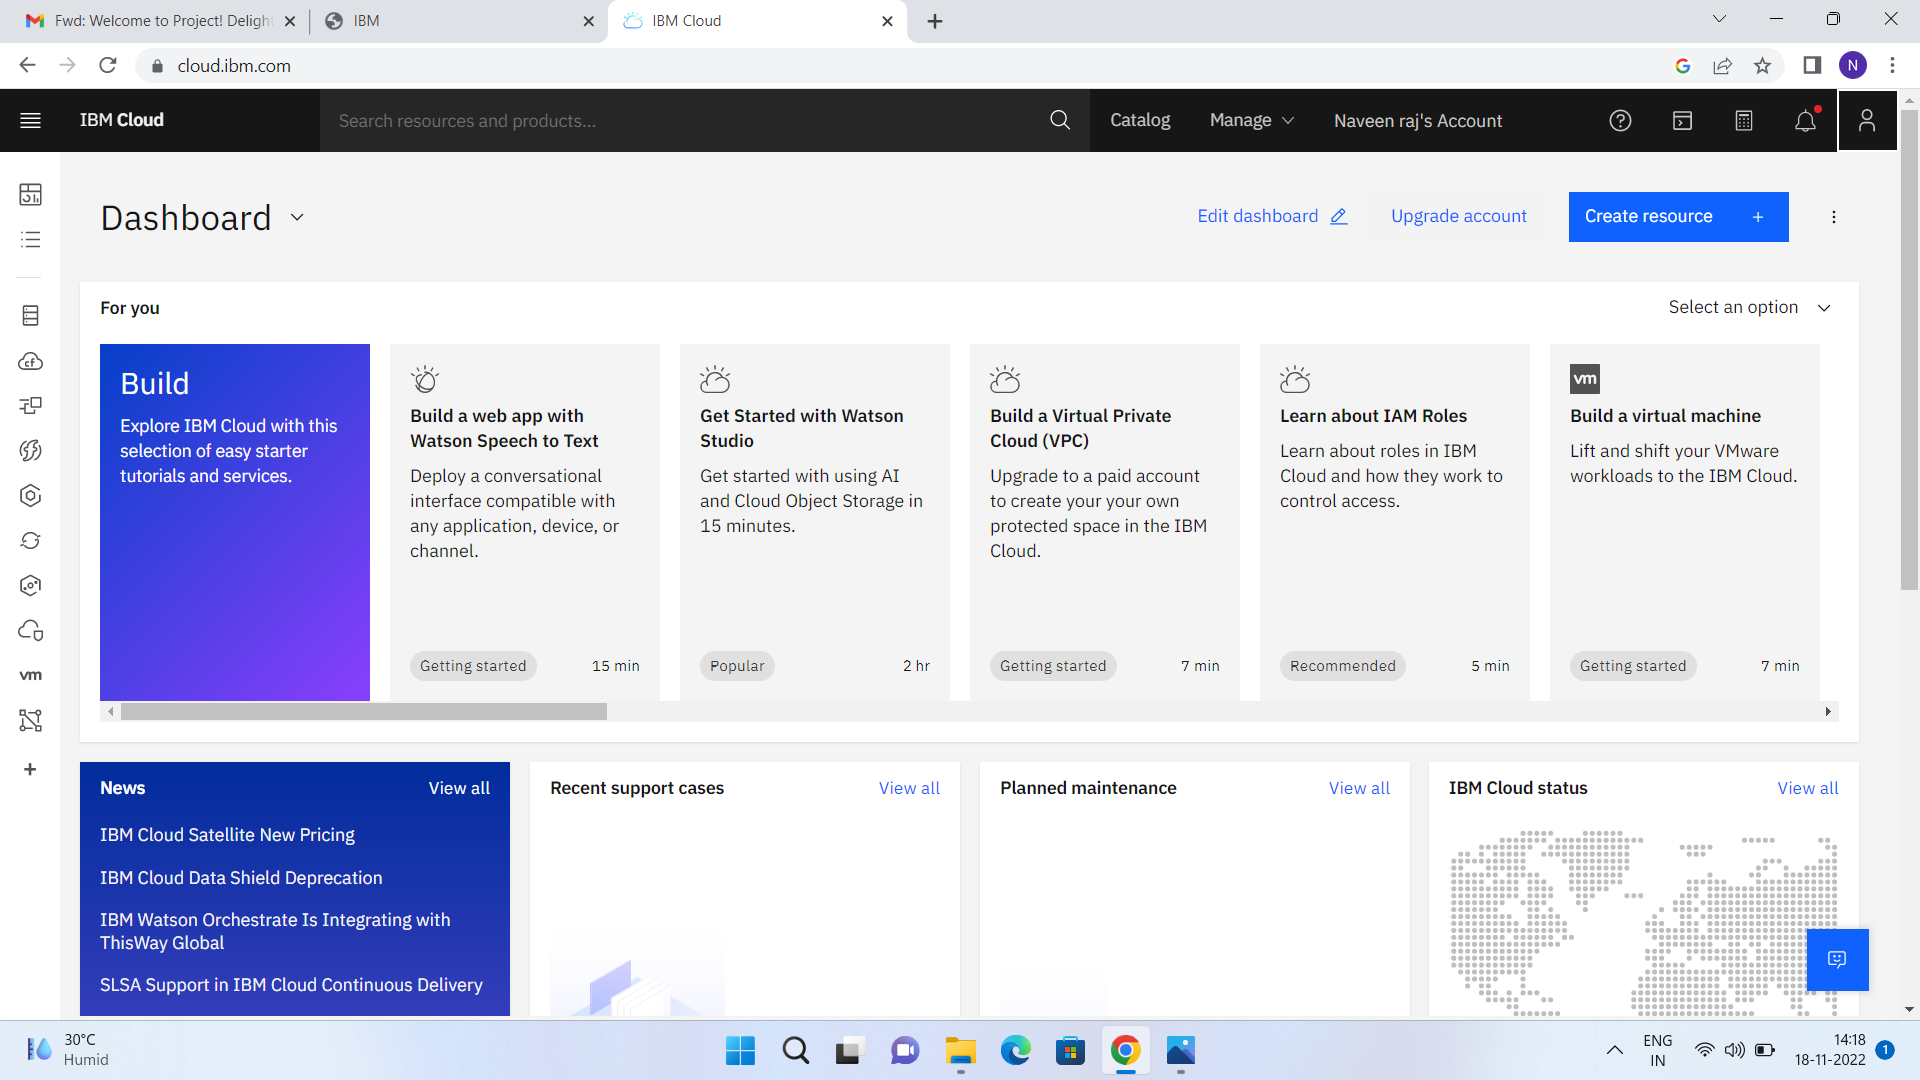 Fwd: Welcome to Project! Deligh
IBM
IBM Cloud
cloud.ibm.com
N
IBM Cloud
Search resources and products...
Catalog
Manage
Naveen raj's Account
Dashboard
Edit dashboard
Upgrade account
Create resource +
For you
Select an option
Build
Explore IBM Cloud with this
selection of easy starter
tutorials and services.
Build a web app with
Watson Speech to Text
Deploy a conversational
interface compatible with
any application, device, or
channel.
Getting started
15 min
Get Started with Watson
Studio
Get started with using AI
and Cloud Object Storage in
15 minutes.
Popular
2 hr
Build a Virtual Private
Cloud (VPC)
Upgrade to a paid account
to create your your own
protected space in the IBM
Cloud.
Getting started
7 min
Learn about IAM Roles
Learn about roles in IBM
Cloud and how they work to
control access.
Recommended
5 min
vm
Build a virtual machine
Lift and shift your VMware
workloads to the IBM Cloud.
Getting started
7 min
cf
vm
News
View all
IBM Cloud Satellite New Pricing
IBM Cloud Data Shield Deprecation
IBM Watson Orchestrate Is Integrating with
ThisWay Global
SLSA Support in IBM Cloud Continuous Delivery
Recent support cases
View all
Planned maintenance
View all
IBM Cloud status
View all
30°C
Humid
ENG
IN
14:18
18-11-2022
1